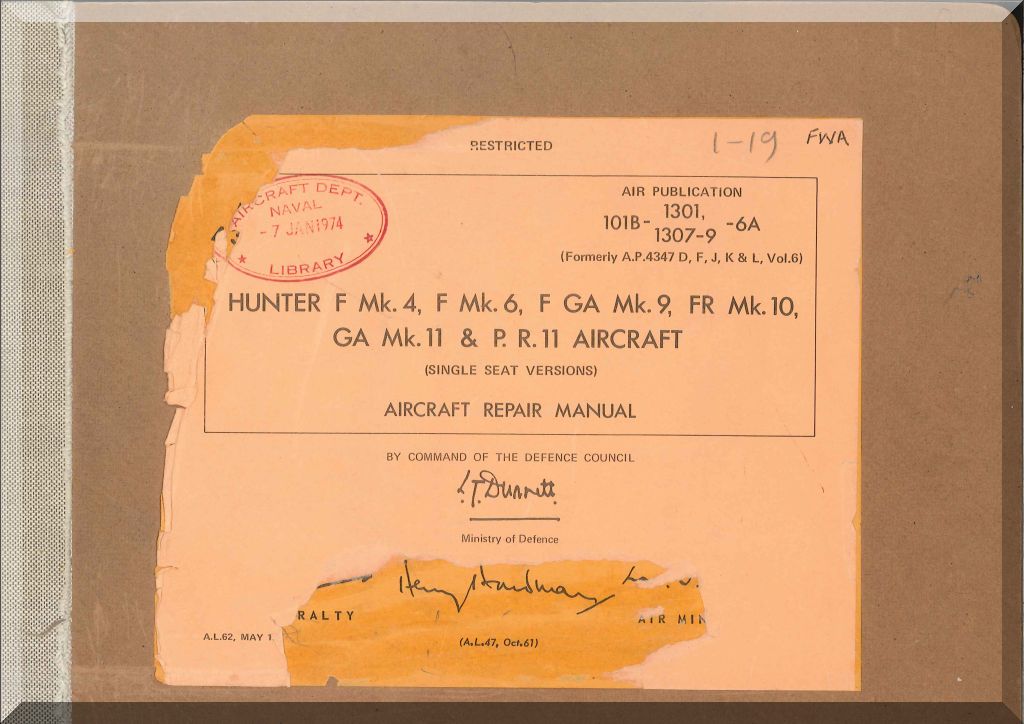 RESTRICTED
1-19 FWA
AIRCRAFT DEPT.
NAVAL
-7 JAN 1974
LIBRARY
AIR PUBLICATION
101B- 1301, 1307-9 -6A
(Formerly A.P.4347 D, F, J, K & L, Vol.6)
HUNTER F Mk. 4, F Mk. 6, F GA Mk. 9, FR Mk. 10,
GA Mk. 11 & P. R. 11 AIRCRAFT
(SINGLE SEAT VERSIONS)
AIRCRAFT REPAIR MANUAL
BY COMMAND OF THE DEFENCE COUNCIL
Ministry of Defence
Henry Hardman
RALTY
AIR MIN
A.L.62, MAY 1
(A.L.47, Oct.61)